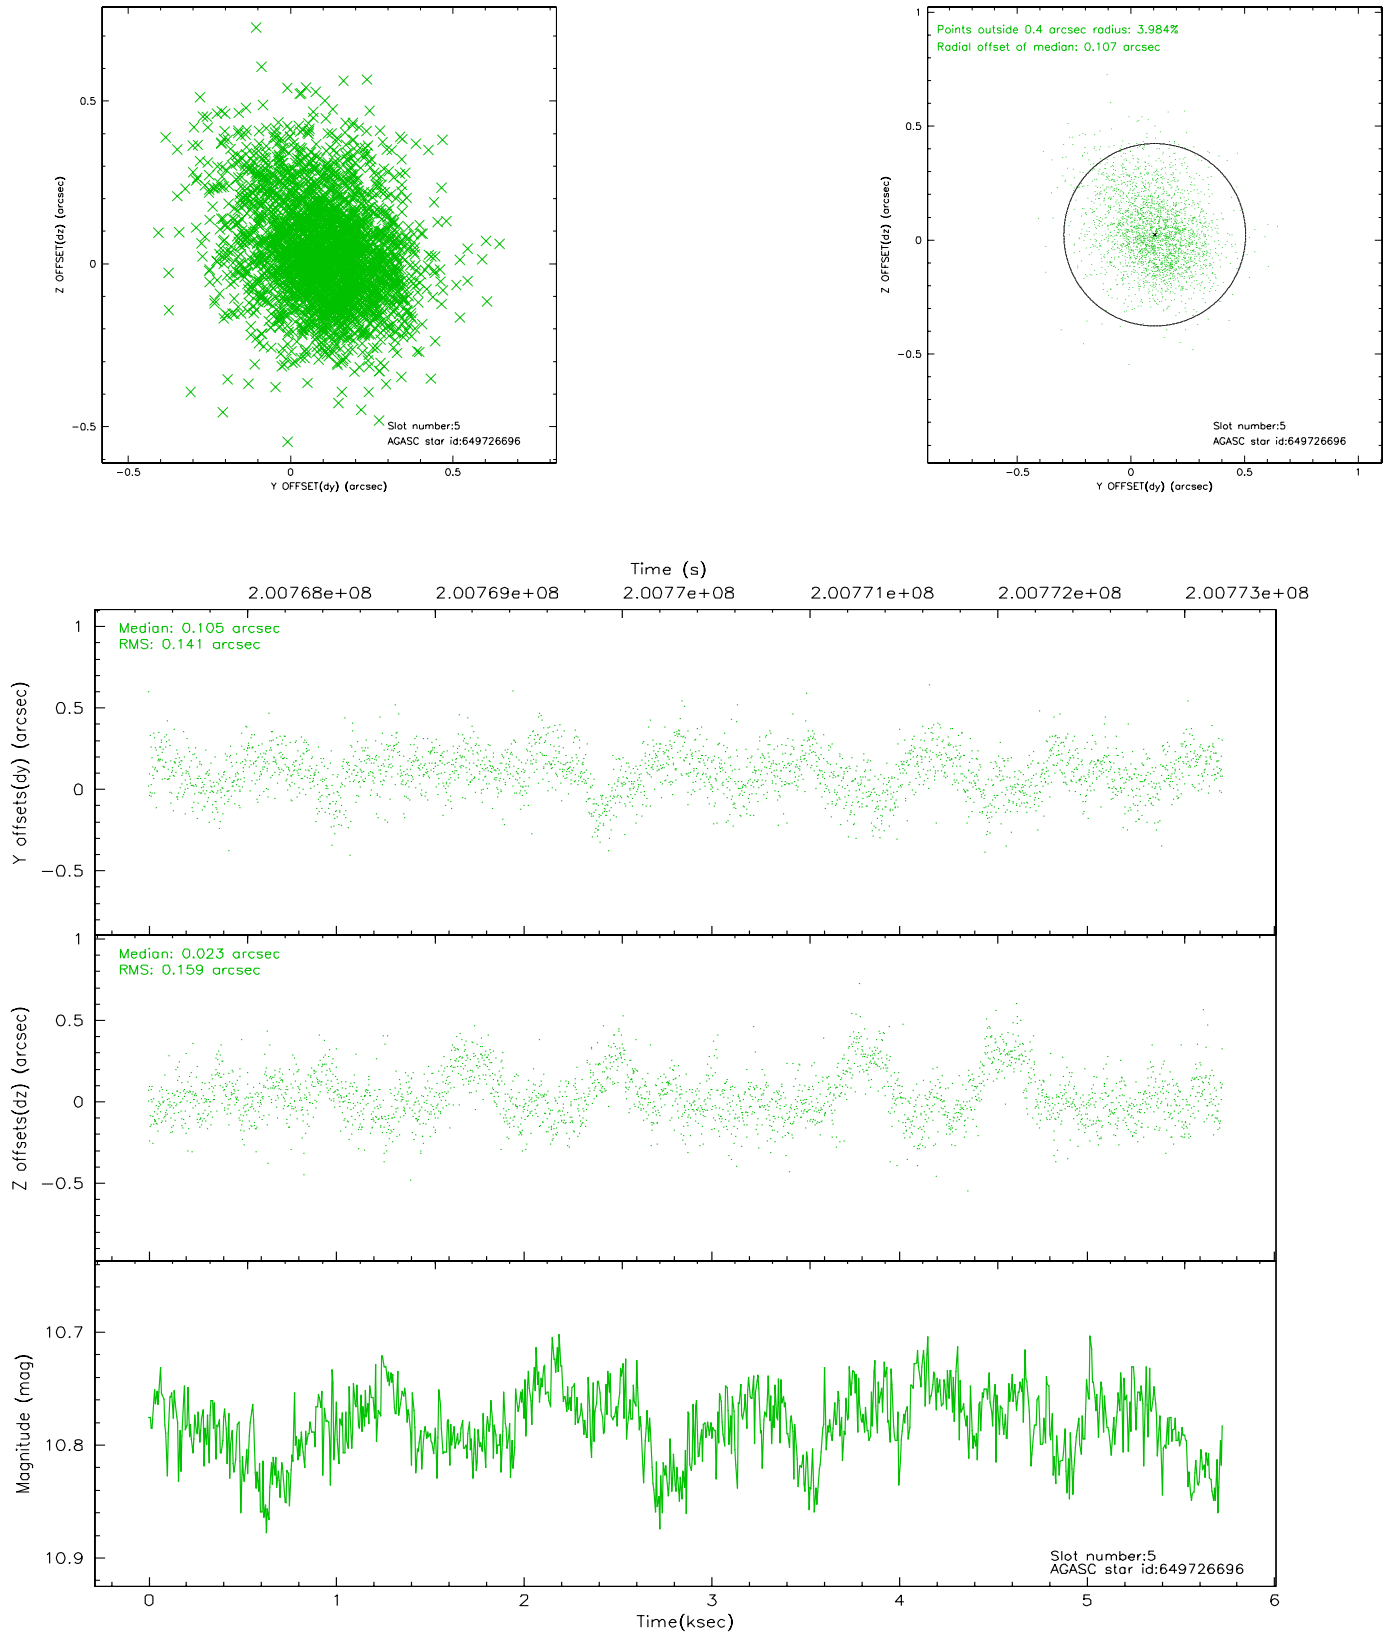 0.5
0
−0.5
Z OFFSET(dz) (arcsec)
Slot number:5
AGASC star id:649726696
−0.5
0
0.5
Y OFFSET(dy) (arcsec)
Points outside 0.4 arcsec radius: 3.984%
Radial offset of median: 0.107 arcsec
1
0.5
0
−0.5
Z OFFSET(dz) (arcsec)
Slot number:5
AGASC star id:649726696
−0.5
0
0.5
1
Y OFFSET(dy) (arcsec)
Time (s)
2.00768e+08
2.00769e+08
2.0077e+08
2.00771e+08
2.00772e+08
2.00773e+08
Median: 0.105 arcsec
RMS: 0.141 arcsec
1
0.5
0
−0.5
Y offsets(dy) (arcsec)
Median: 0.023 arcsec
RMS: 0.159 arcsec
1
0.5
0
−0.5
Z offsets(dz) (arcsec)
10.7
10.8
10.9
Magnitude (mag)
Slot number:5
AGASC star id:649726696
0
1
2
3
4
5
6
Time(ksec)